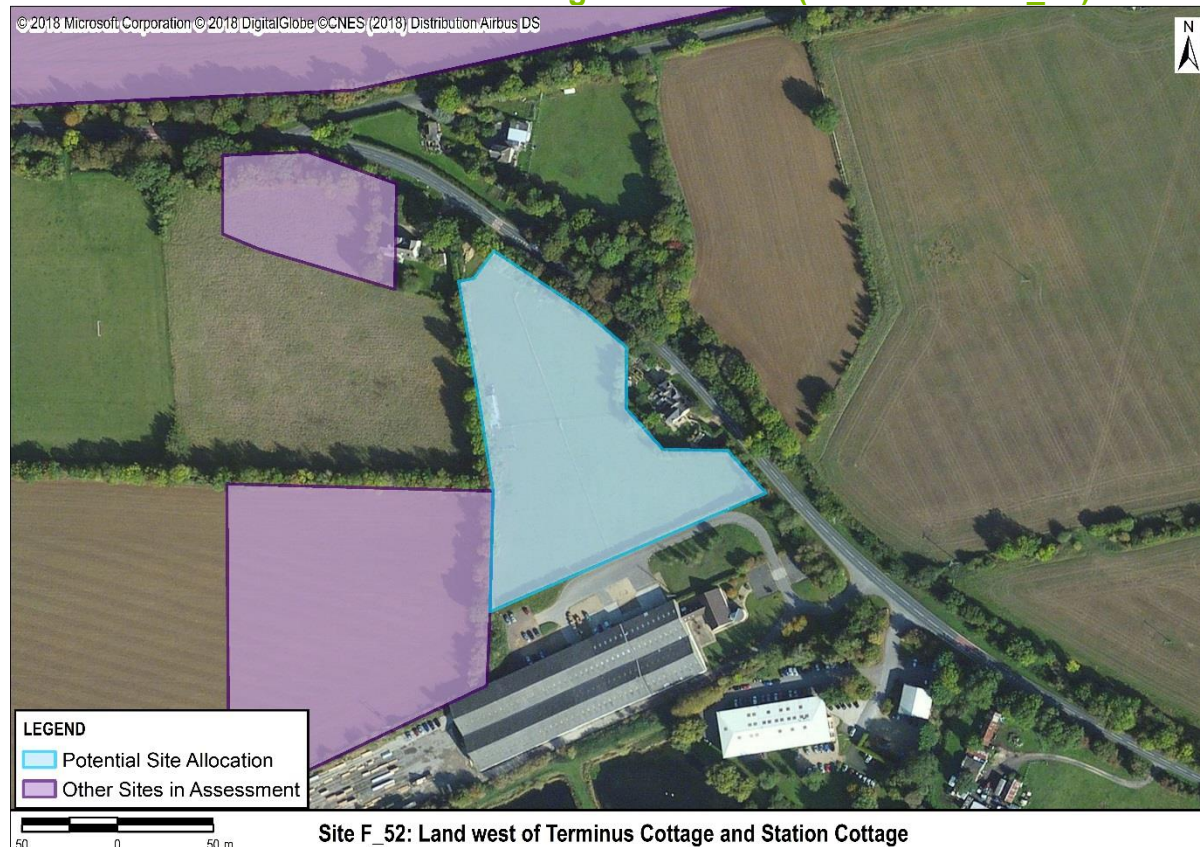 © 2018 Microsoft Corporation © 2018 DigitalGlobe ©CNES (2018) Distribution Airbus DS
N
LEGEND
Potential Site Allocation
Other Sites in Assessment
50 0 50 m
Site F_52: Land west of Terminus Cottage and Station Cottage